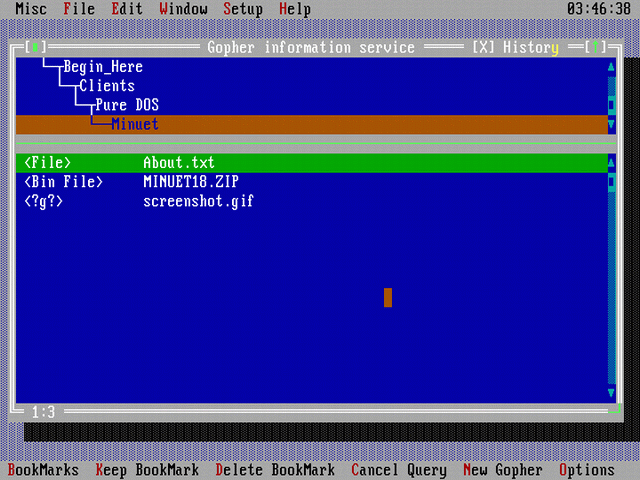 Misc File Edit Window Setup Help 03:46:38
Gopher information service [X] History [↑]
Begin_Here
Clients
Pure DOS
Minuet
<File> About.txt
<Bin File> MINUET18.ZIP
<?g?> screenshot.gif
1:3
BookMarks Keep BookMark Delete BookMark Cancel Query New Gopher Options